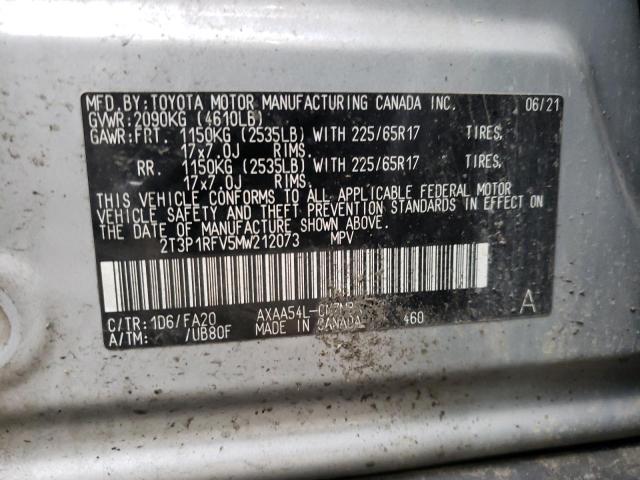 MFD.BY:TOYOTA MOTOR MANUFACTURING CANADA INC. 06/21
GVWR:2090KG (4610LB)
GAWR:FRT. 1150KG (2535LB) WITH 225/65R17 TIRES,
17x7.0J RIMS,
RR. 1150KG (2535LB) WITH 225/65R17 TIRES,
17x7.0J RIMS,
THIS VEHICLE CONFORMS TO ALL APPLICABLE FEDERAL MOTOR
VEHICLE SAFETY AND THEFT PREVENTION STANDARDS IN EFFECT ON
THE DATE OF MANUFACTURE SHOWN ABOVE.
2T3P1RFV5MW212073 MPV
C/TR:1D6/FA20 460
A/TM: /UB80F MADE IN CANADA A